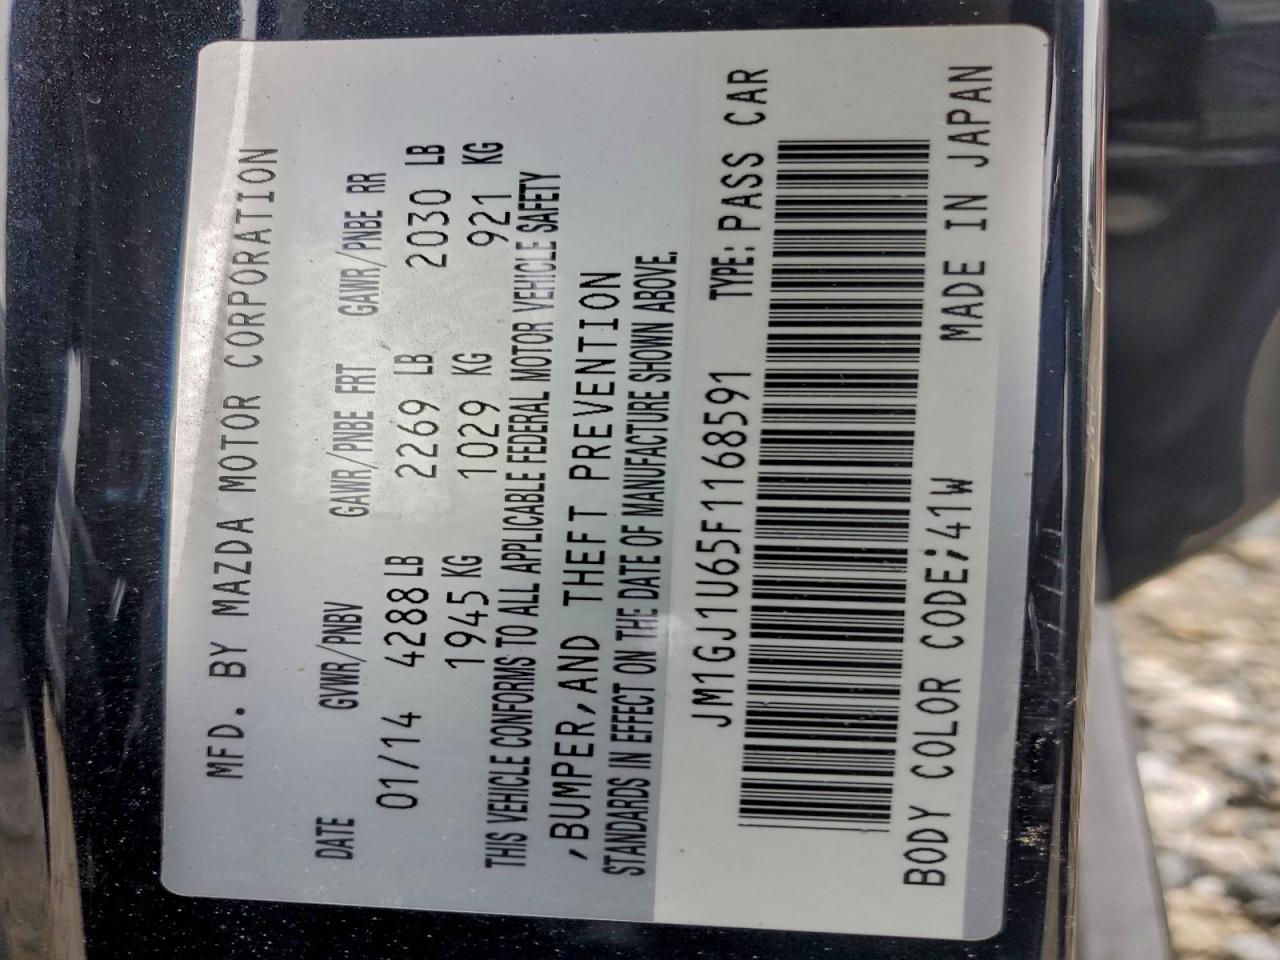 MFD. BY MAZDA MOTOR CORPORATION
DATE GVWR/PNBV GAWR/PNBE FRT GAWR/PNBE RR
01/14 4288 LB 2269 LB 2030 LB
1945 KG 1029 KG 921 KG
THIS VEHICLE CONFORMS TO ALL APPLICABLE FEDERAL MOTOR VEHICLE SAFETY
,BUMPER,AND THEFT PREVENTION
STANDARDS IN EFFECT ON THE DATE OF MANUFACTURE SHOWN ABOVE.
JM1GJ1U65F1168591 TYPE: PASS CAR
BODY COLOR CODE;41W MADE IN JAPAN